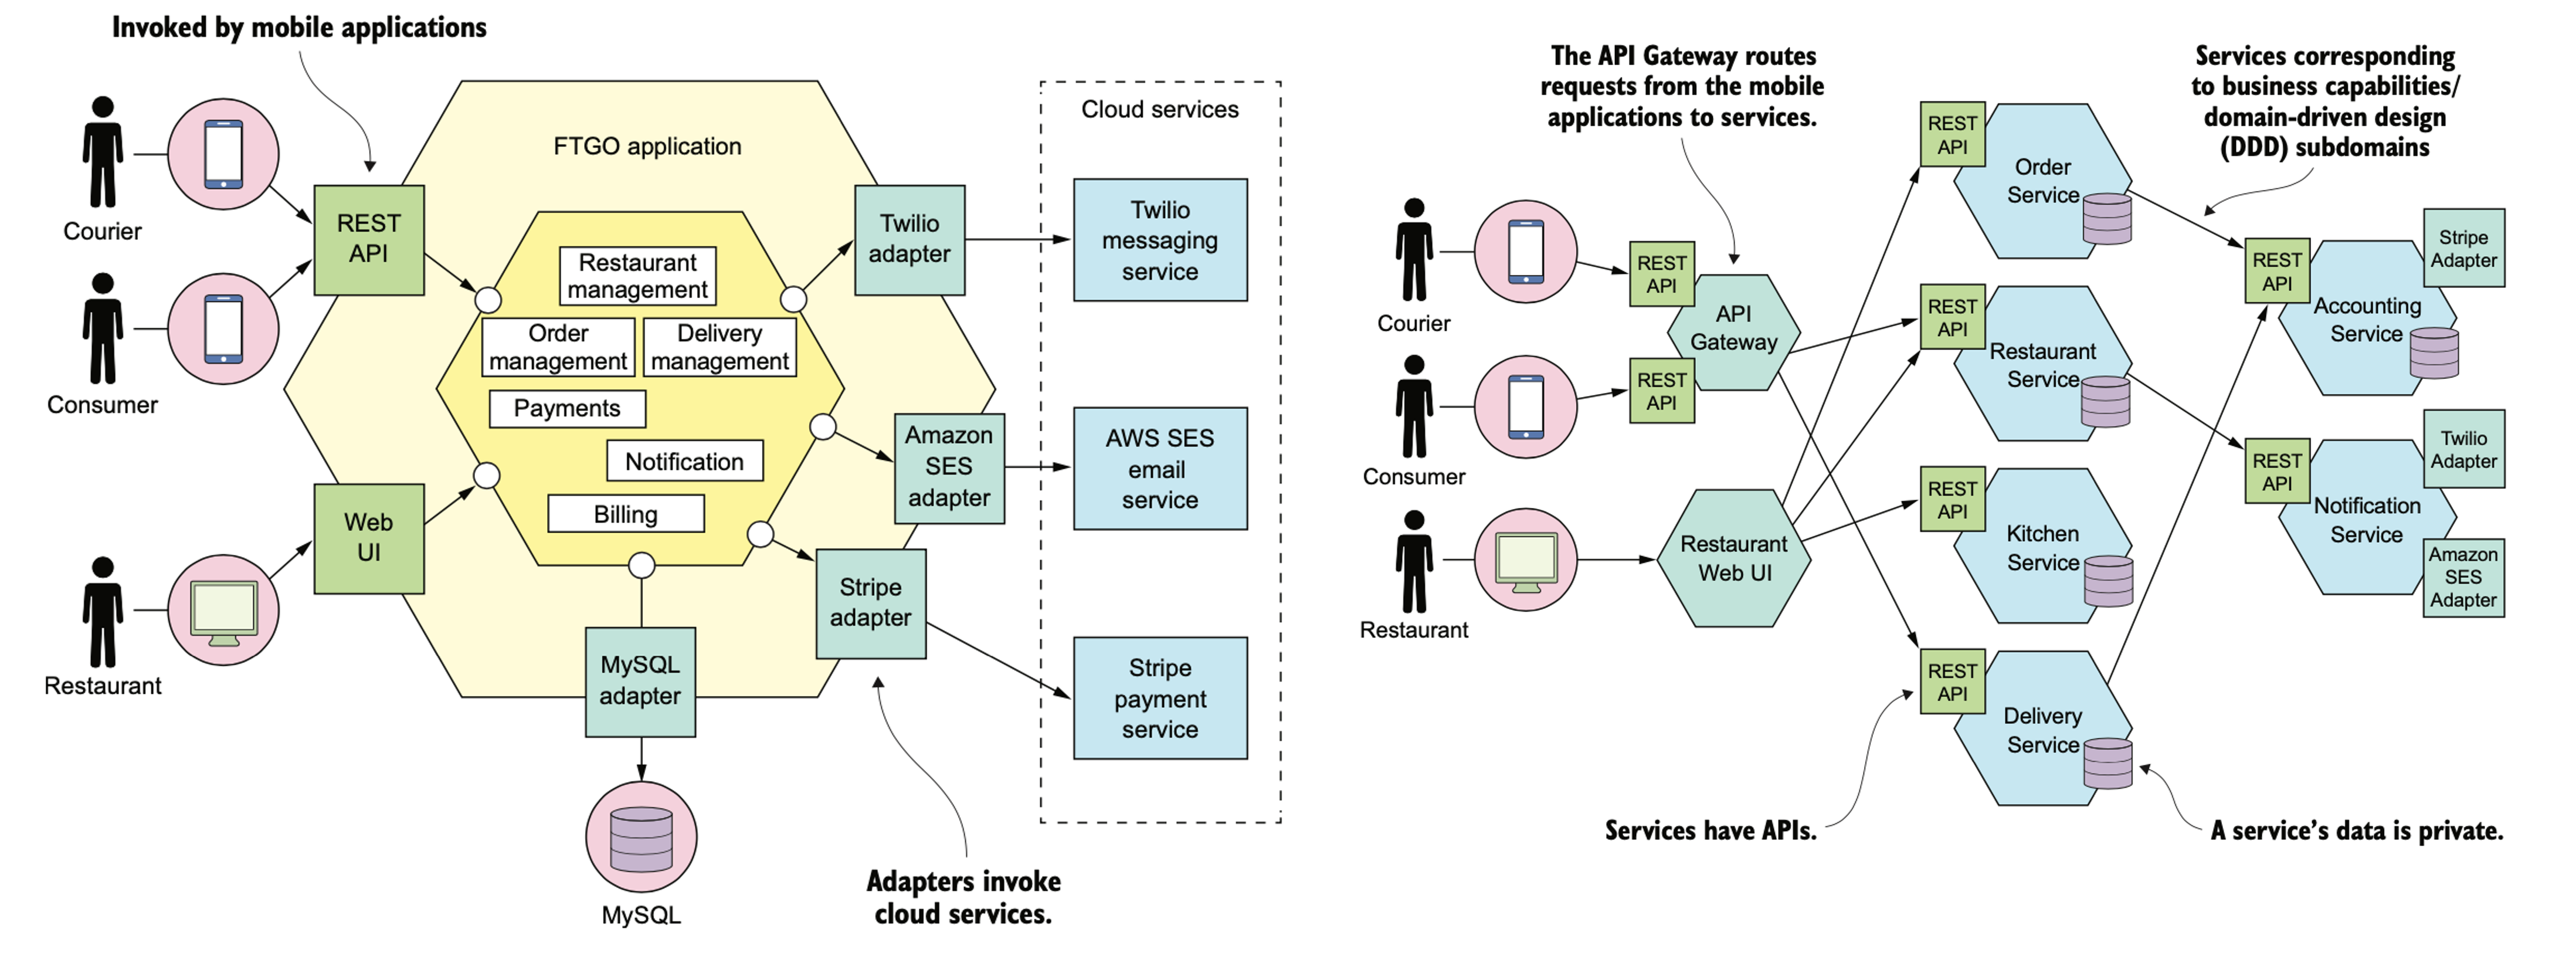 Invoked by mobile applications
Courier
Consumer
Restaurant
REST
API
Web
UI
FTGO application
Restaurant
management
Order
management
Delivery
management
Payments
Notification
Billing
Twilio
adapter
Amazon
SES
adapter
Stripe
adapter
MySQL
adapter
MySQL
Cloud services
Twilio
messaging
service
AWS SES
email
service
Stripe
payment
service
Adapters invoke
cloud services.
The API Gateway routes
requests from the mobile
applications to services.
Services corresponding
to business capabilities/
domain-driven design
(DDD) subdomains
Courier
Consumer
Restaurant
REST
API
REST
API
API
Gateway
Restaurant
Web UI
REST
API
Order
Service
REST
API
Restaurant
Service
REST
API
Kitchen
Service
REST
API
Delivery
Service
REST
API
Accounting
Service
Stripe
Adapter
REST
API
Notification
Service
Twilio
Adapter
Amazon
SES
Adapter
Services have APIs.
A service's data is private.